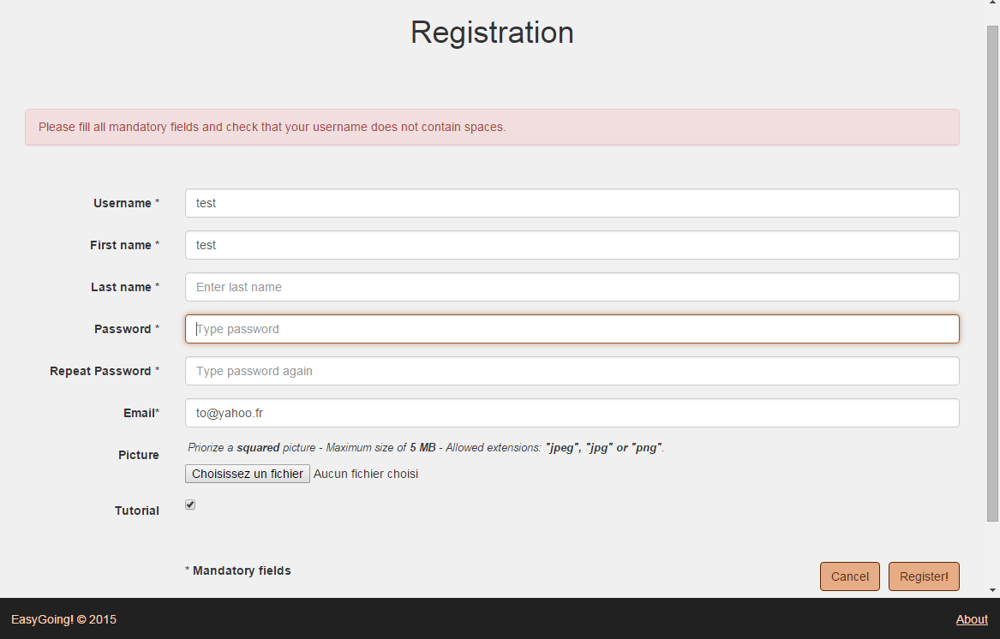 Registration
Please fill all mandatory fields and check that your username does not contain spaces.
Username * test
First name * test
Last name * Enter last name
Password * Type password
Repeat Password * Type password again
Email* to@yahoo.fr
Picture Priorize a squared picture - Maximum size of 5 MB - Allowed extensions: "jpeg", "jpg" or "png".
Choisissez un fichier Aucun fichier choisi
Tutorial
* Mandatory fields Cancel Register!
EasyGoing! © 2015 About